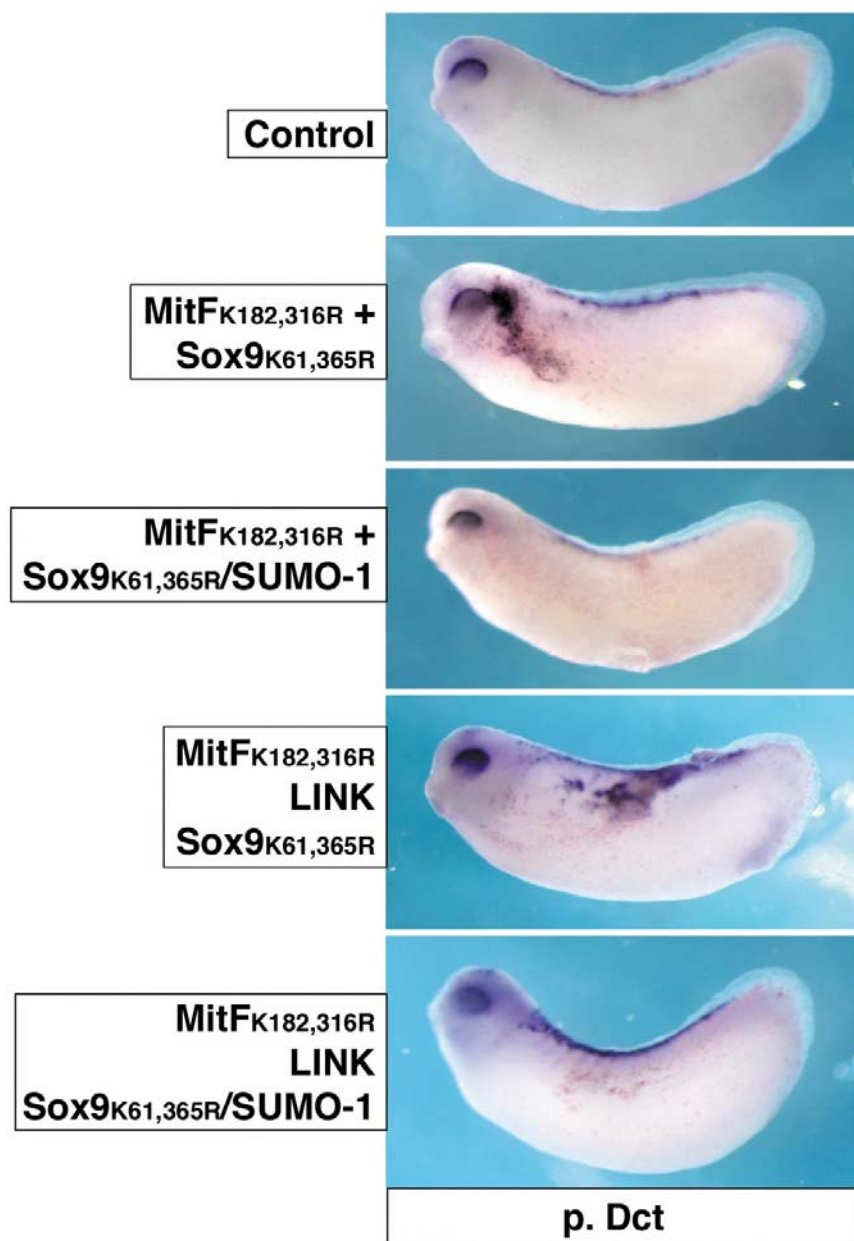 Control
MitFK182,316R +
Sox9K61,365R
MitFK182,316R +
Sox9K61,365R/SUMO-1
MitFK182,316R
LINK
Sox9K61,365R
MitFK182,316R
LINK
Sox9K61,365R/SUMO-1
p. Dct